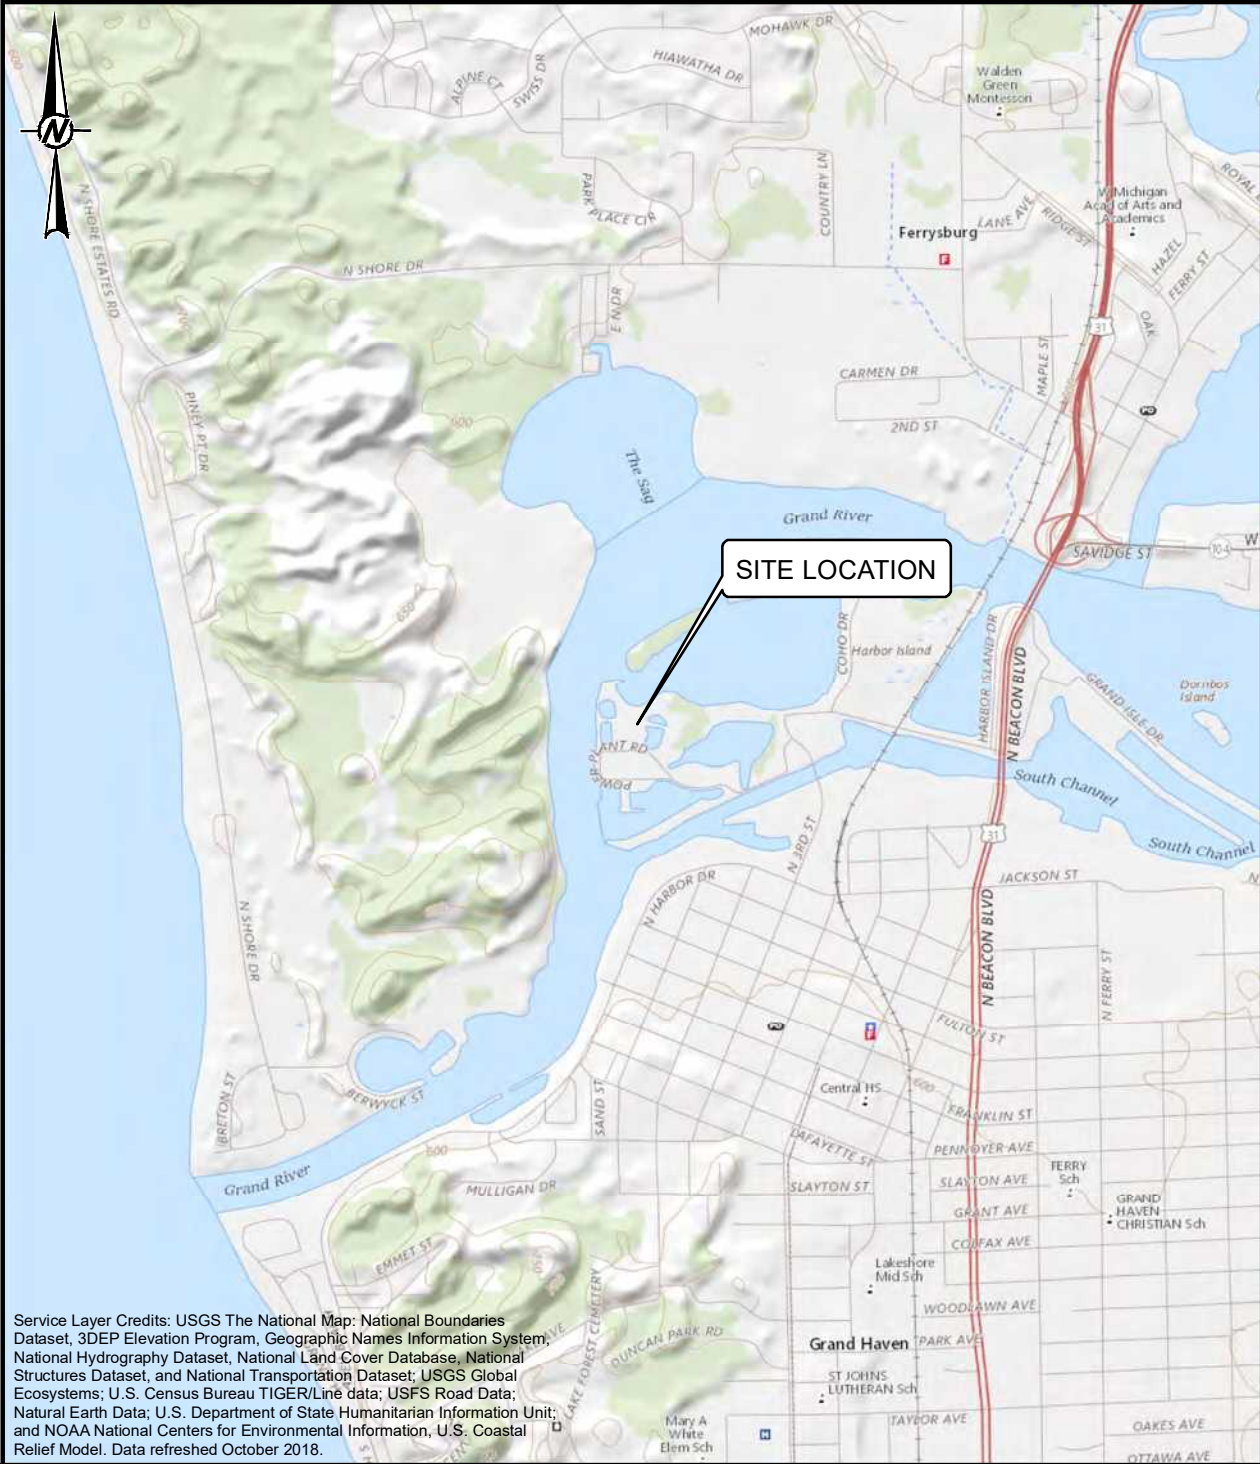 MOHAWK DR
HIAWATHA DR
ALPINE CT
SWISS DR
Walden
Green
Montesson
N
600
N SHORE ESTATES RD
PARK PLACE CIR
COUNTRY LN
LANE AVE
RIDGE ST
W Michigan
Acad of Arts and
Academics
ROYAL
Ferrysburg
F
HAZEL
FERRY ST
N SHORE DR
E N DR
700
OAK
31
MAPLE ST
CARMEN DR
2ND ST
PO
PINEY PT DR
600
The Sag
Grand River
SAVIDGE ST
104
W
SITE LOCATION
650
COHO DR
Harbor Island
HARBOR ISLAND DR
N BEACON BLVD
GRAND ISLE DR
Dornbos
Island
POWER PLANT RD
South Channel
South Channel
31
N 3RD ST
N HARBOR DR
JACKSON ST
N
N SHORE DR
N BEACON BLVD
N FERRY ST
PO
F
FULTON ST
600
Central HS
BRETON ST
BERWYCK ST
SAND ST
FRANKLIN ST
LAFAYETTE ST
PENNOYER AVE
600
Grand River
MULLIGAN DR
SLAYTON ST
SLAYTON AVE
FERRY
Sch
GRANT AVE
GRAND
HAVEN
CHRISTIAN Sch
COLFAX AVE
EMMET ST
Lakeshore
Mid Sch
WOODLAWN AVE
LAKE FOREST CEMETERY
DUNCAN PARK RD
Grand Haven
PARK AVE
ST JOHNS
LUTHERAN Sch
Mary A
White
Elem Sch
H
TAYLOR AVE
OAKES AVE
OTTAWA AVE
Service Layer Credits: USGS The National Map: National Boundaries
Dataset, 3DEP Elevation Program, Geographic Names Information System,
National Hydrography Dataset, National Land Cover Database, National
Structures Dataset, and National Transportation Dataset; USGS Global
Ecosystems; U.S. Census Bureau TIGER/Line data; USFS Road Data;
Natural Earth Data; U.S. Department of State Humanitarian Information Unit;
and NOAA National Centers for Environmental Information, U.S. Coastal
Relief Model. Data refreshed October 2018.